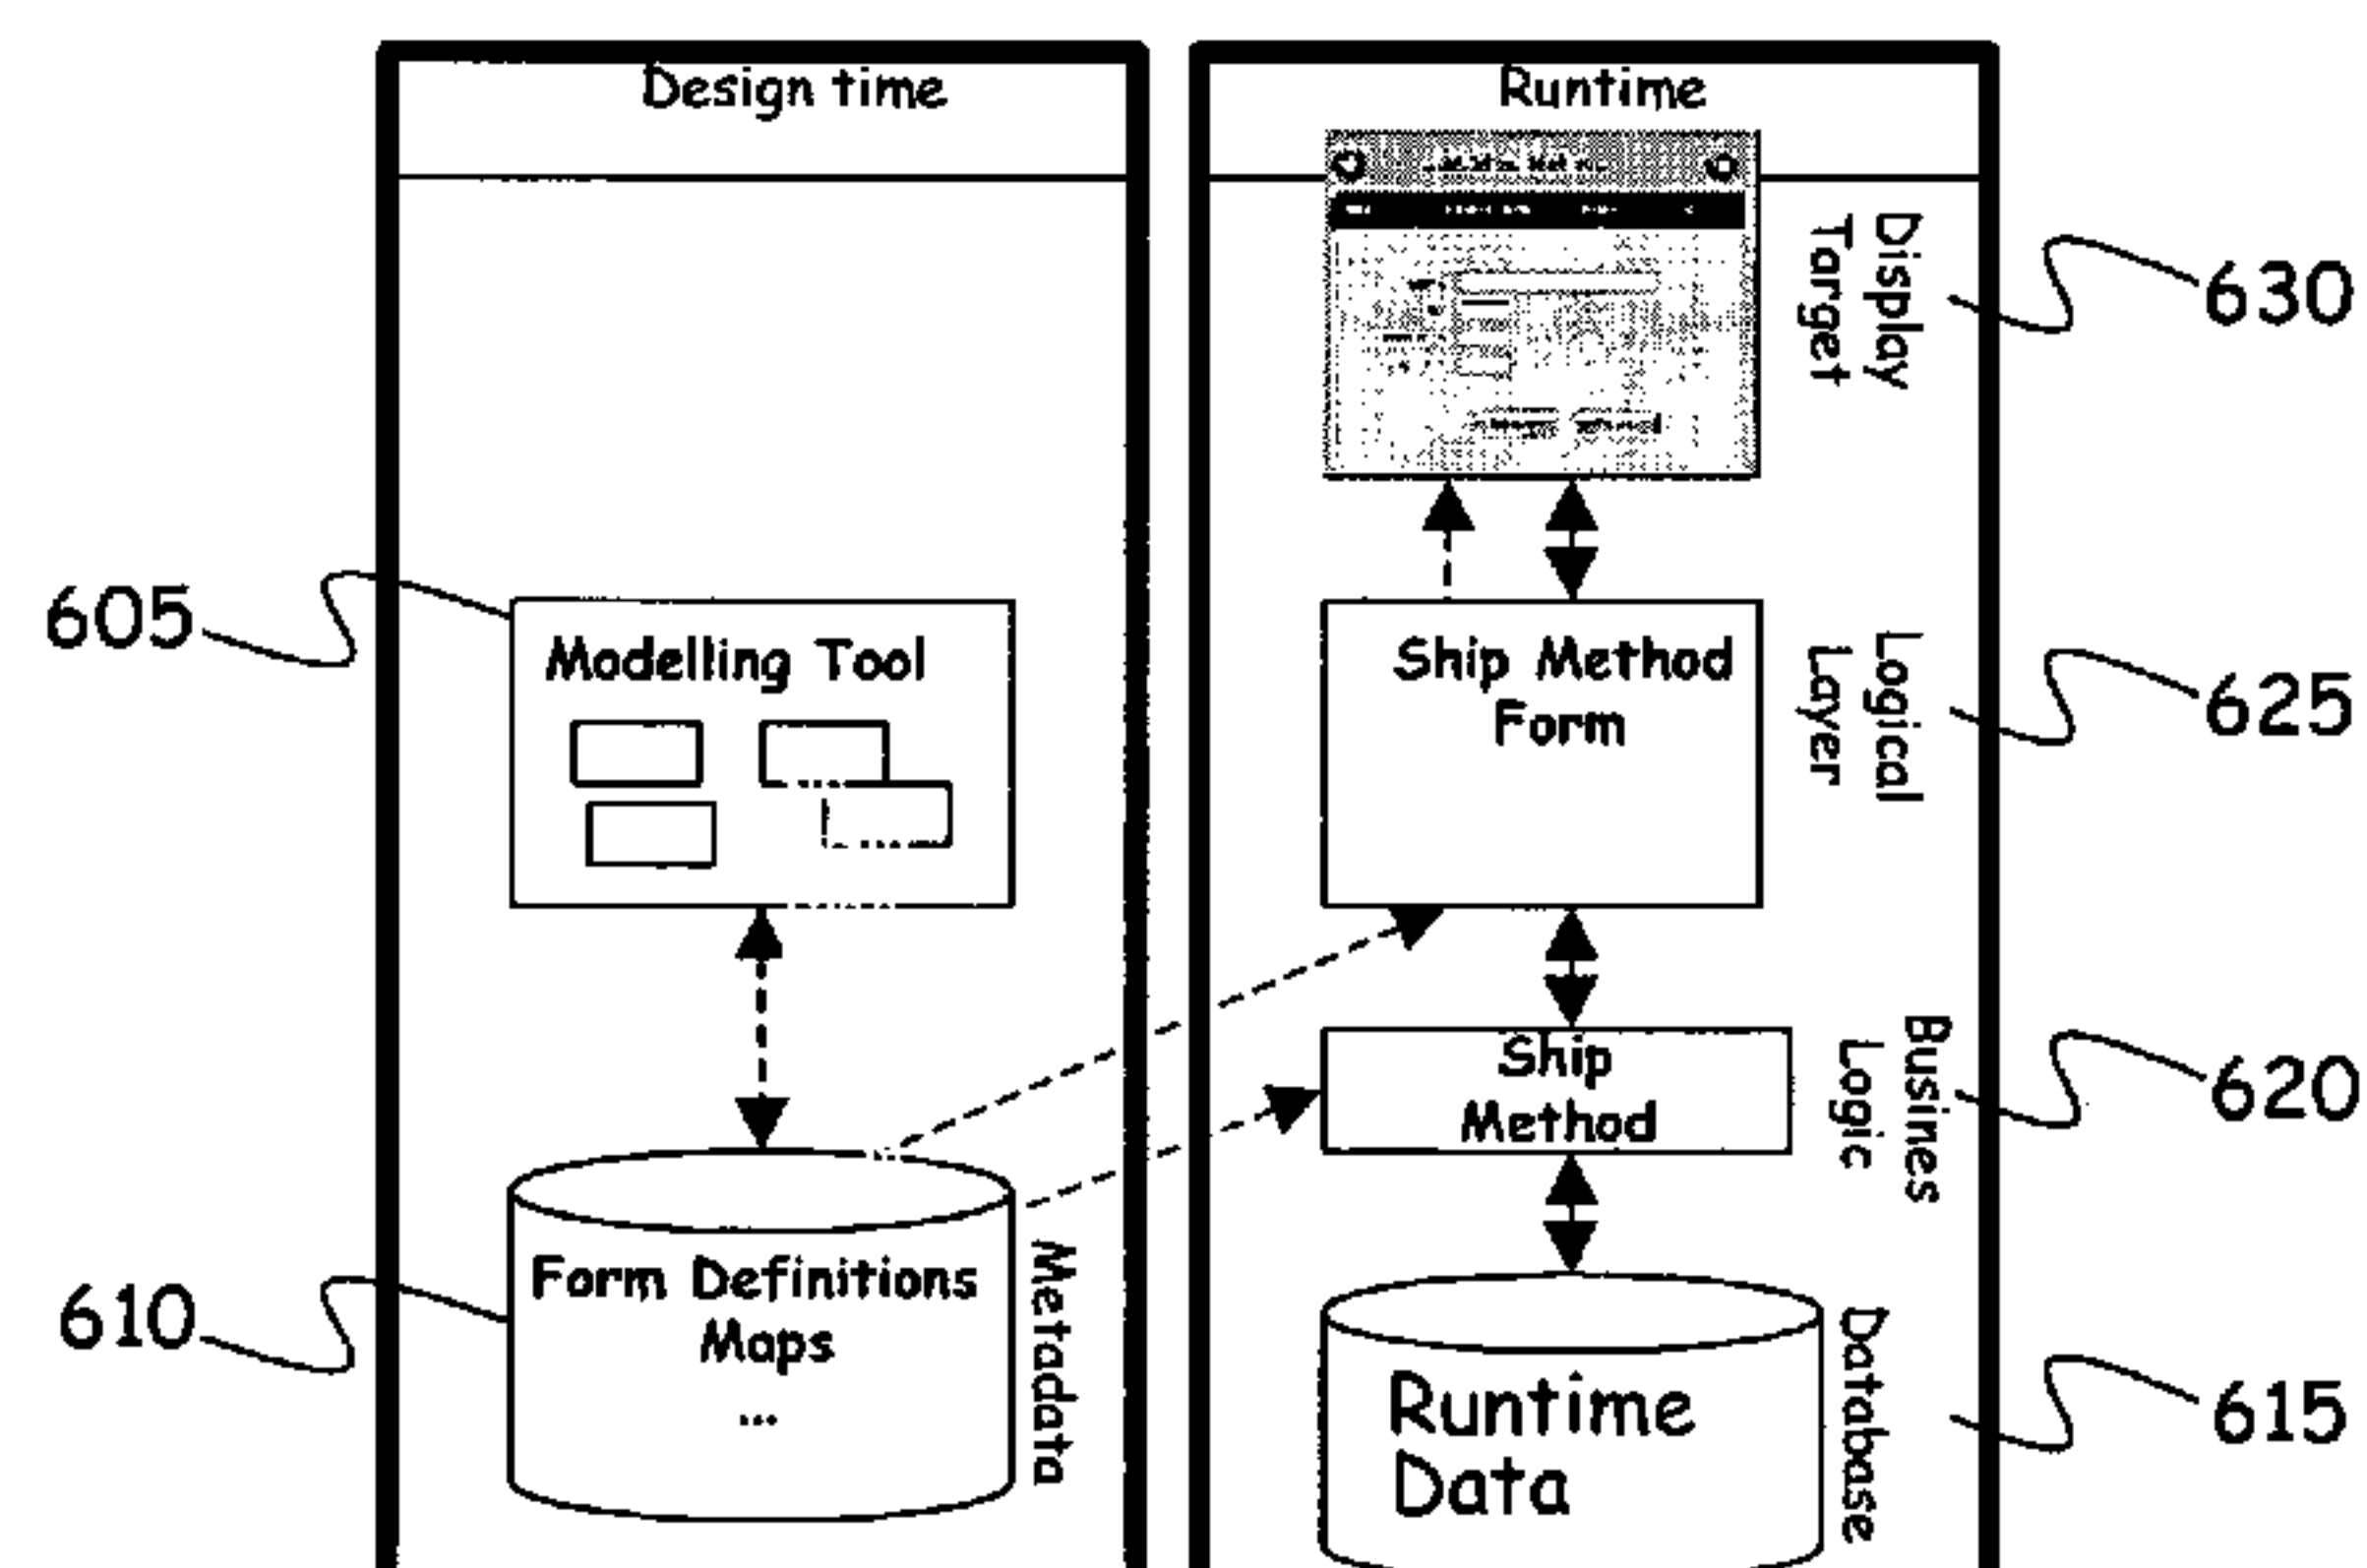 Design time
Runtime
Display
Target
630
605
Modelling Tool
Ship Method
Form
Logical
Layer
625
Ship
Method
Busines
Logic
620
610
Form Definitions
Maps
...
Metadata
Runtime
Data
Database
615